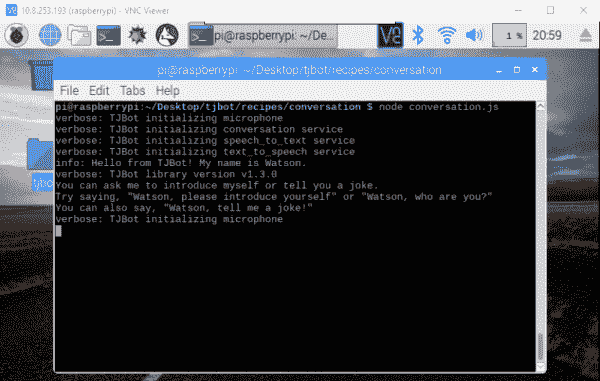 10.8.253.193 (raspberrypi) - VNC Viewer
pi@raspberrypi: ~/De...
1 %
20:59
pi@raspberrypi: ~/Desktop/tjbot/recipes/conversation
File Edit Tabs Help
pi@raspberrypi:~/Desktop/tjbot/recipes/conversation $ node conversation.js
verbose: TJBot initializing microphone
verbose: TJBot initializing conversation service
verbose: TJBot initializing speech_to_text service
verbose: TJBot initializing text_to_speech service
info: Hello from TJBot! My name is Watson.
verbose: TJBot library version v1.3.0
You can ask me to introduce myself or tell you a joke.
Try saying, "Watson, please introduce yourself" or "Watson, who are you?"
You can also say, "Watson, tell me a joke!"
verbose: TJBot initializing microphone